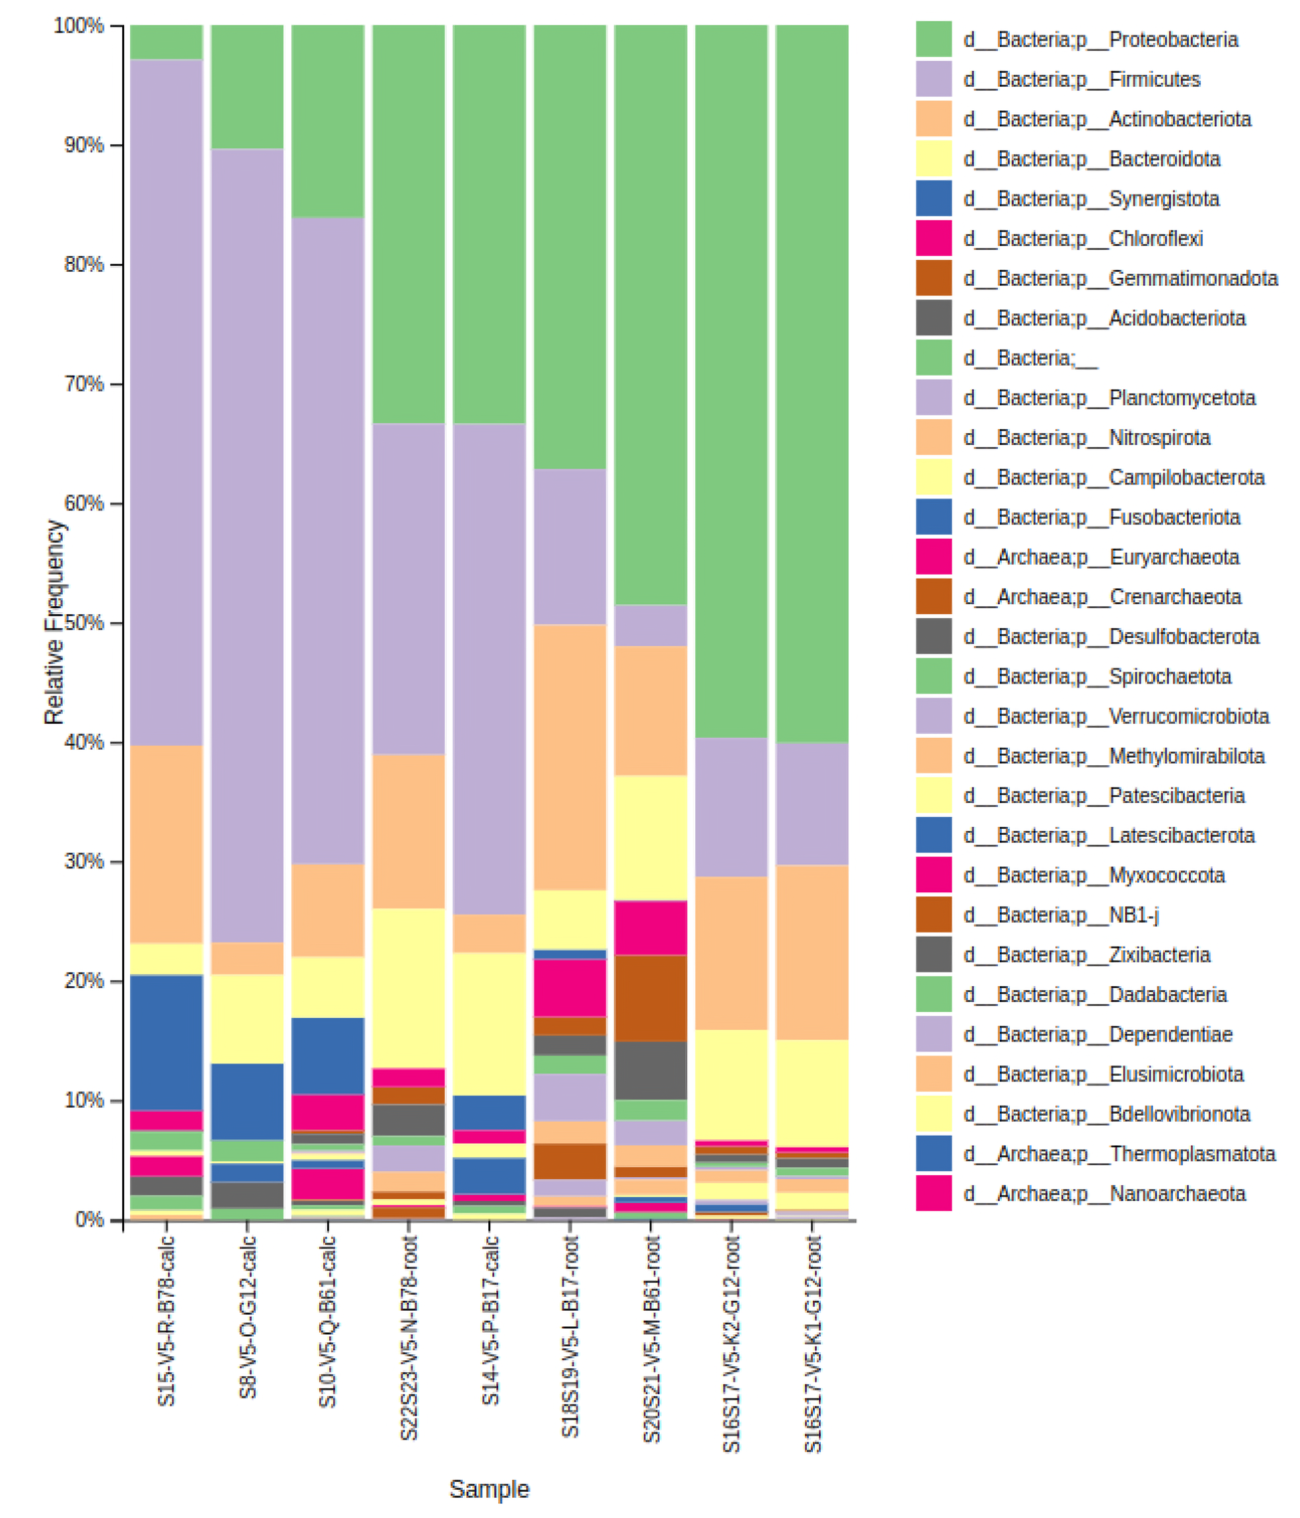 100%
90%
80%
70%
60%
50%
40%
30%
20%
10%
0%
Relative Frequency
S15-V5-R-B78-calc
S8-V5-O-G12-calc
S10-V5-Q-B61-calc
S22S23-V5-N-B78-root
S14-V5-P-B17-calc
S18S19-V5-L-B17-root
S20S21-V5-M-B61-root
S16S17-V5-K2-G12-root
S16S17-V5-K1-G12-root
Sample
d__Bacteria;p__Proteobacteria
d__Bacteria;p__Firmicutes
d__Bacteria;p__Actinobacteriota
d__Bacteria;p__Bacteroidota
d__Bacteria;p__Synergistota
d__Bacteria;p__Chloroflexi
d__Bacteria;p__Gemmatimonadota
d__Bacteria;p__Acidobacteriota
d__Bacteria;__
d__Bacteria;p__Planctomycetota
d__Bacteria;p__Nitrospirota
d__Bacteria;p__Campilobacterota
d__Bacteria;p__Fusobacteriota
d__Archaea;p__Euryarchaeota
d__Archaea;p__Crenarchaeota
d__Bacteria;p__Desulfobacterota
d__Bacteria;p__Spirochaetota
d__Bacteria;p__Verrucomicrobiota
d__Bacteria;p__Methylomirabilota
d__Bacteria;p__Patescibacteria
d__Bacteria;p__Latescibacterota
d__Bacteria;p__Myxococcota
d__Bacteria;p__NB1-j
d__Bacteria;p__Zixibacteria
d__Bacteria;p__Dadabacteria
d__Bacteria;p__Dependentiae
d__Bacteria;p__Elusimicrobiota
d__Bacteria;p__Bdellovibrionota
d__Archaea;p__Thermoplasmatota
d__Archaea;p__Nanoarchaeota